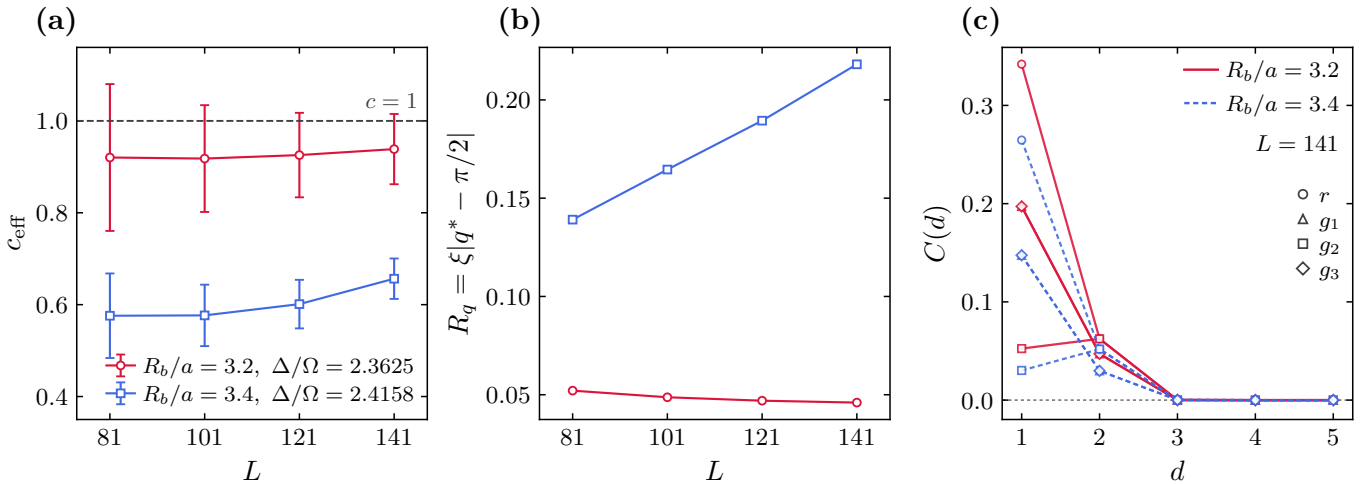 (a)
c_eff
1.0
0.8
0.6
0.4
c = 1
R_b/a = 3.2, Δ/Ω = 2.3625
R_b/a = 3.4, Δ/Ω = 2.4158
81 101 121 141
L
(b)
R_q = ξ|q* − π/2|
0.20
0.15
0.10
0.05
81 101 121 141
L
(c)
C(d)
0.3
0.2
0.1
0.0
R_b/a = 3.2
R_b/a = 3.4
L = 141
r
g₁
g₂
g₃
1 2 3 4 5
d